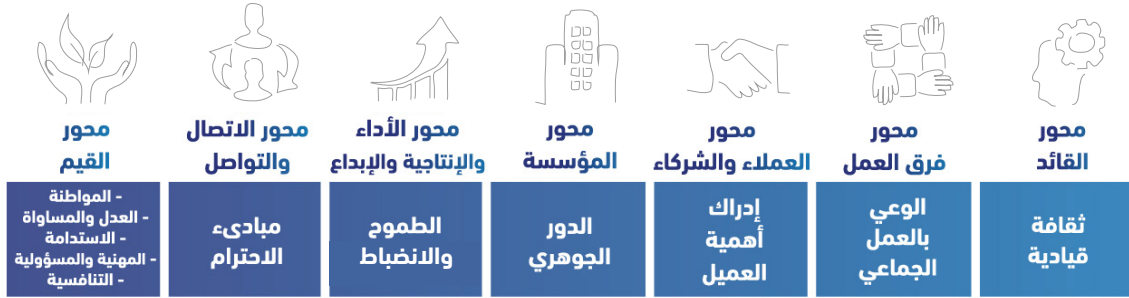 محور
القائد
ثقافة
قيادية
محور
فرق العمل
الوعي
بالعمل
الجماعي
محور
العملاء والشركاء
إدراك
أهمية
العميل
محور
المؤسسة
الدور
الجوهري
محور الأداء
والإنتاجية والإبداع
الطموح
والانضباط
محور الاتصال
والتواصل
مبادىء
الاحترام
محور
القيم
- المواطنة
- العدل والمساواة
- الاستدامة
- المهنية والمسؤولية
- التنافسية